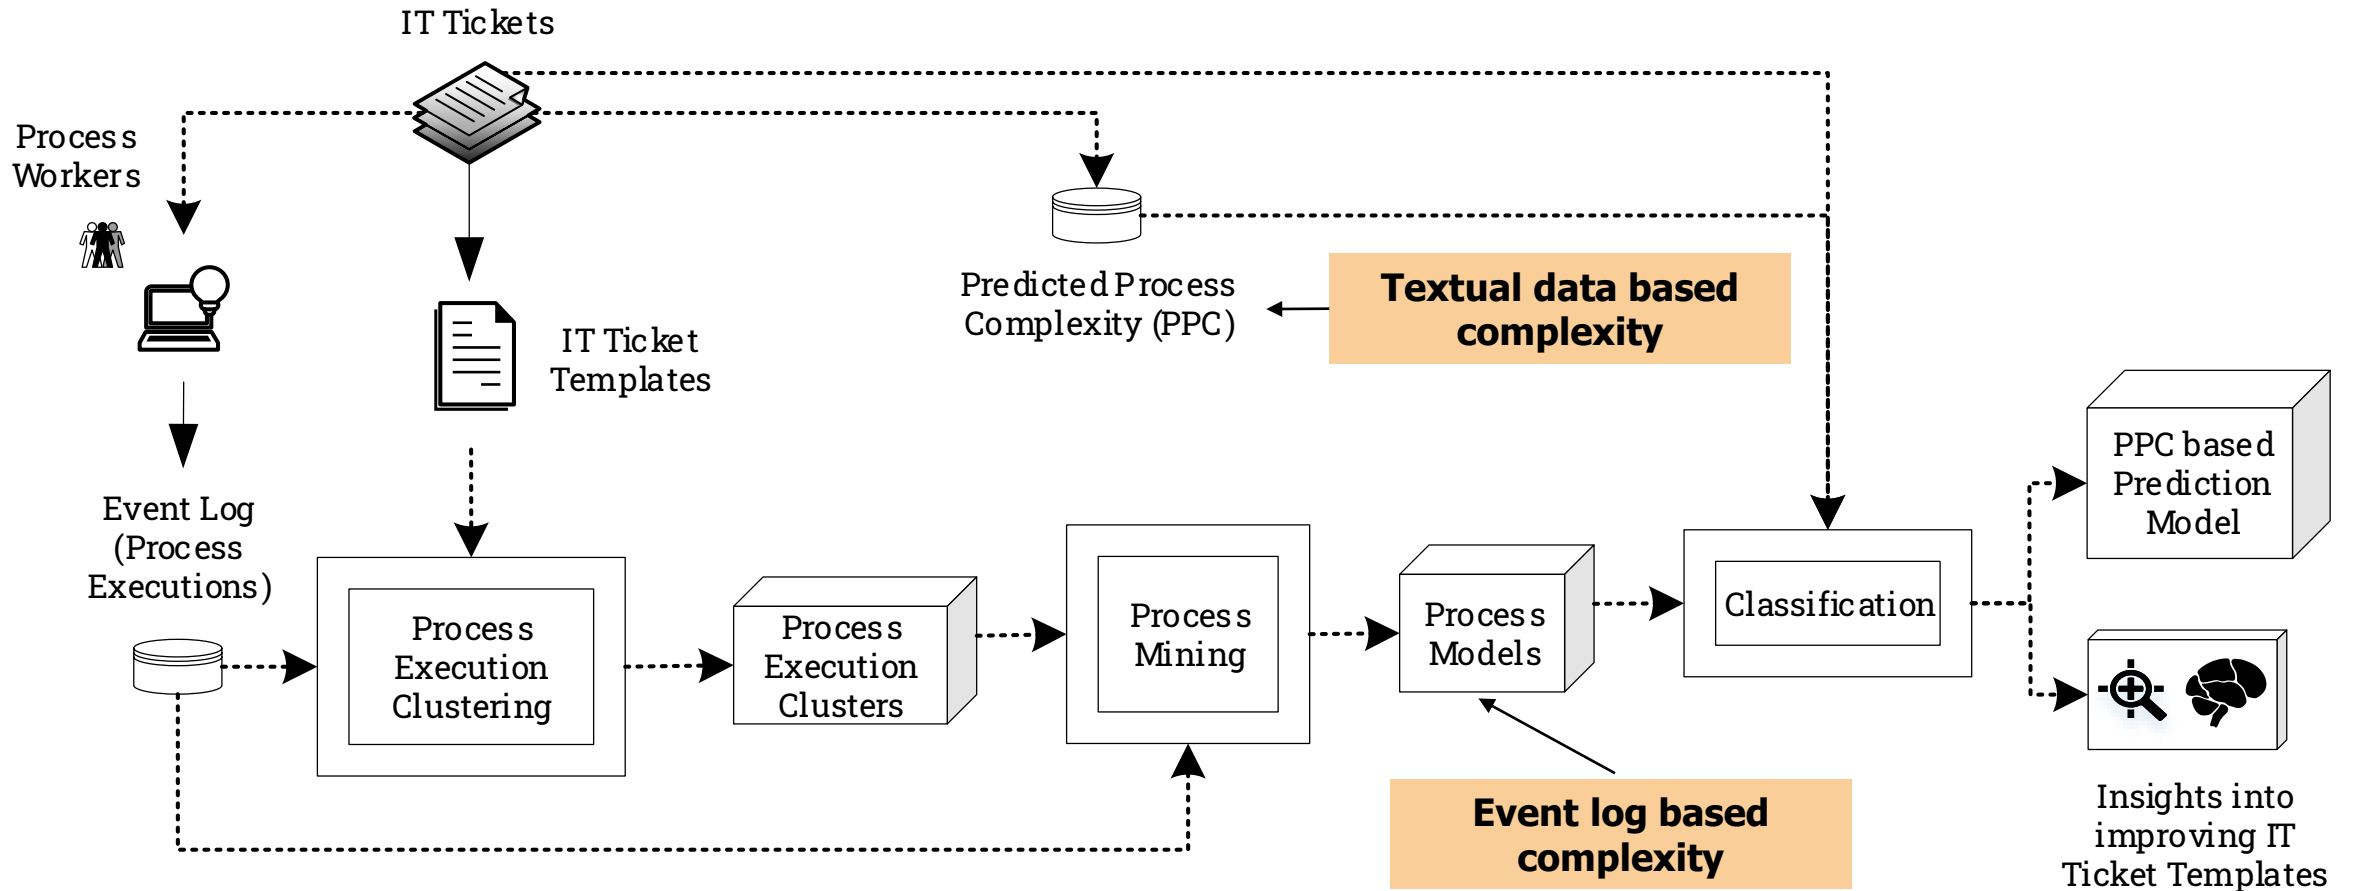 IT Tickets
Process
Workers
Predicted Process
Complexity (PPC)
Textual data based
complexity
IT Ticket
Templates
PPC based
Prediction
Model
Event Log
(Process
Executions)
Process
Execution
Clustering
Process
Execution
Clusters
Process
Mining
Process
Models
Classification
Event log based
complexity
Insights into
improving IT
Ticket Templates